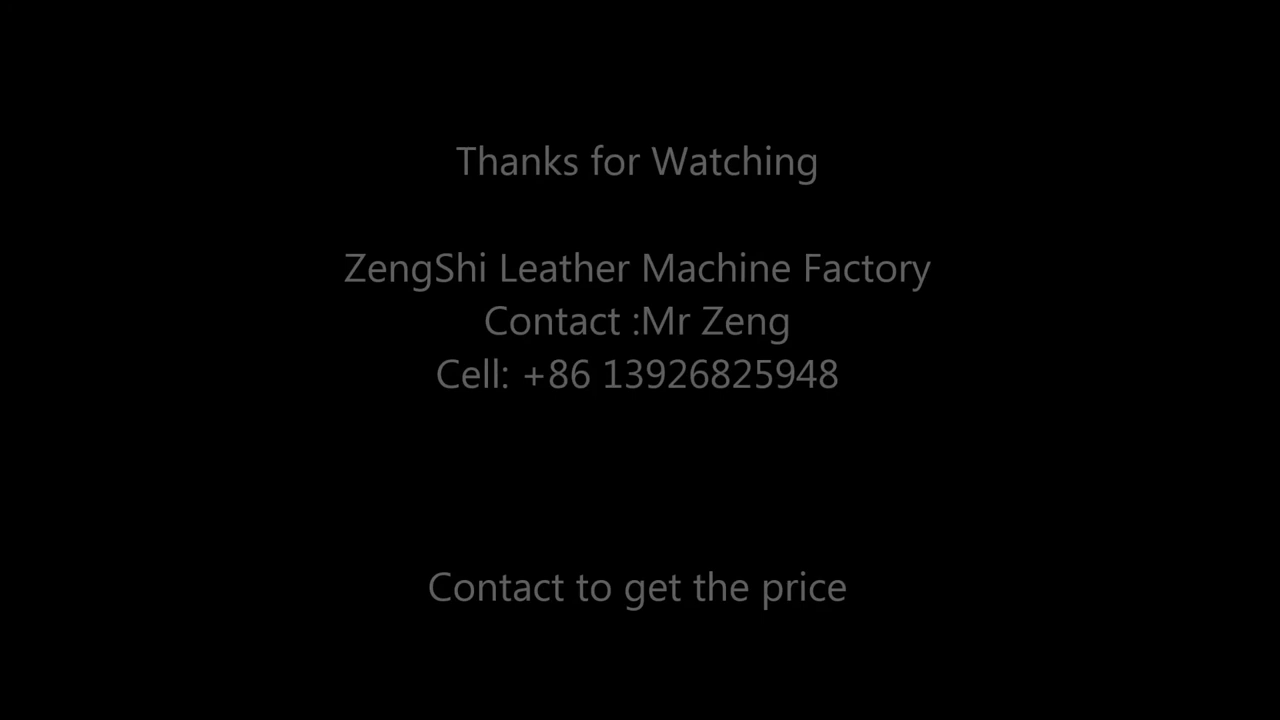 Thanks for Watching
ZengShi Leather Machine Factory
Contact :Mr Zeng
Cell: +86 13926825948
Contact to get the price